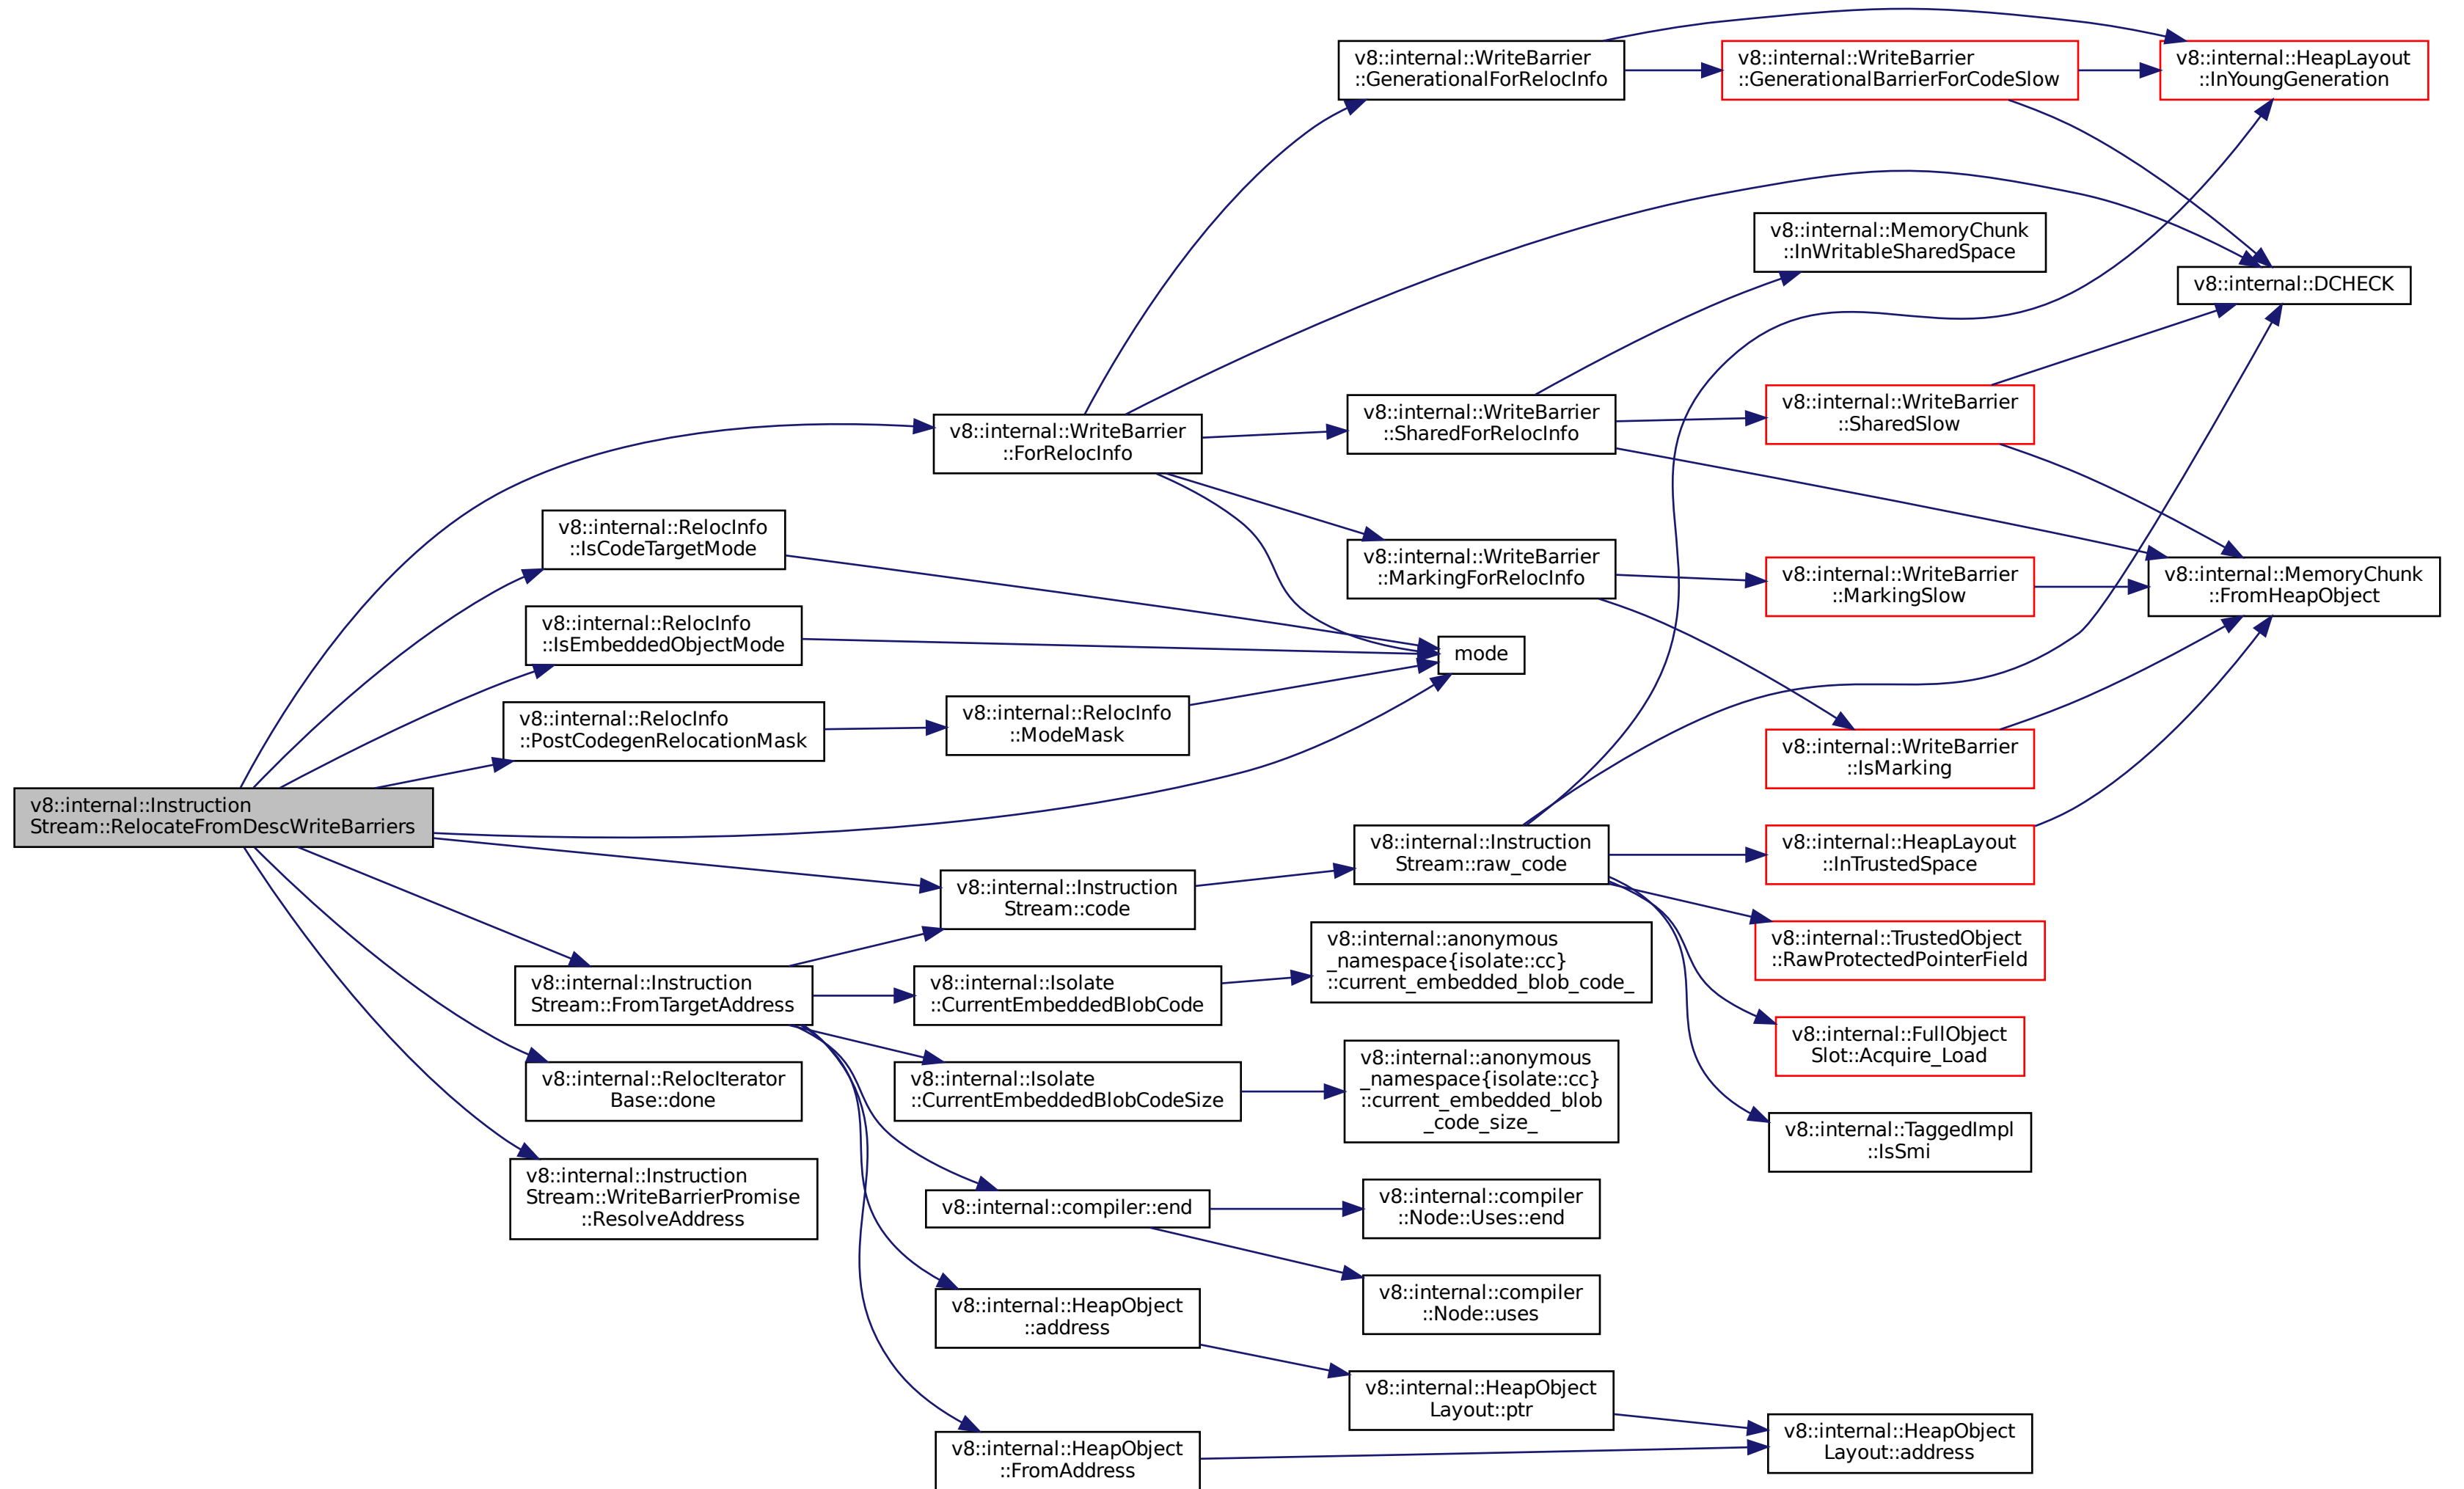 v8::internal::Instruction
Stream::RelocateFromDescWriteBarriers
v8::internal::WriteBarrier
::ForRelocInfo
v8::internal::RelocInfo
::IsCodeTargetMode
v8::internal::RelocInfo
::IsEmbeddedObjectMode
v8::internal::RelocInfo
::PostCodegenRelocationMask
v8::internal::RelocInfo
::ModeMask
mode
v8::internal::WriteBarrier
::GenerationalForRelocInfo
v8::internal::WriteBarrier
::GenerationalBarrierForCodeSlow
v8::internal::HeapLayout
::InYoungGeneration
v8::internal::MemoryChunk
::InWritableSharedSpace
v8::internal::DCHECK
v8::internal::WriteBarrier
::SharedForRelocInfo
v8::internal::WriteBarrier
::SharedSlow
v8::internal::WriteBarrier
::MarkingForRelocInfo
v8::internal::WriteBarrier
::MarkingSlow
v8::internal::MemoryChunk
::FromHeapObject
v8::internal::WriteBarrier
::IsMarking
v8::internal::Instruction
Stream::code
v8::internal::Instruction
Stream::raw_code
v8::internal::HeapLayout
::InTrustedSpace
v8::internal::TrustedObject
::RawProtectedPointerField
v8::internal::FullObject
Slot::Acquire_Load
v8::internal::TaggedImpl
::IsSmi
v8::internal::Instruction
Stream::FromTargetAddress
v8::internal::Isolate
::CurrentEmbeddedBlobCode
v8::internal::anonymous
_namespace{isolate::cc}
::current_embedded_blob_code_
v8::internal::Isolate
::CurrentEmbeddedBlobCodeSize
v8::internal::anonymous
_namespace{isolate::cc}
::current_embedded_blob
_code_size_
v8::internal::RelocIterator
Base::done
v8::internal::Instruction
Stream::WriteBarrierPromise
::ResolveAddress
v8::internal::compiler::end
v8::internal::compiler
::Node::Uses::end
v8::internal::compiler
::Node::uses
v8::internal::HeapObject
::address
v8::internal::HeapObject
Layout::ptr
v8::internal::HeapObject
::FromAddress
v8::internal::HeapObject
Layout::address